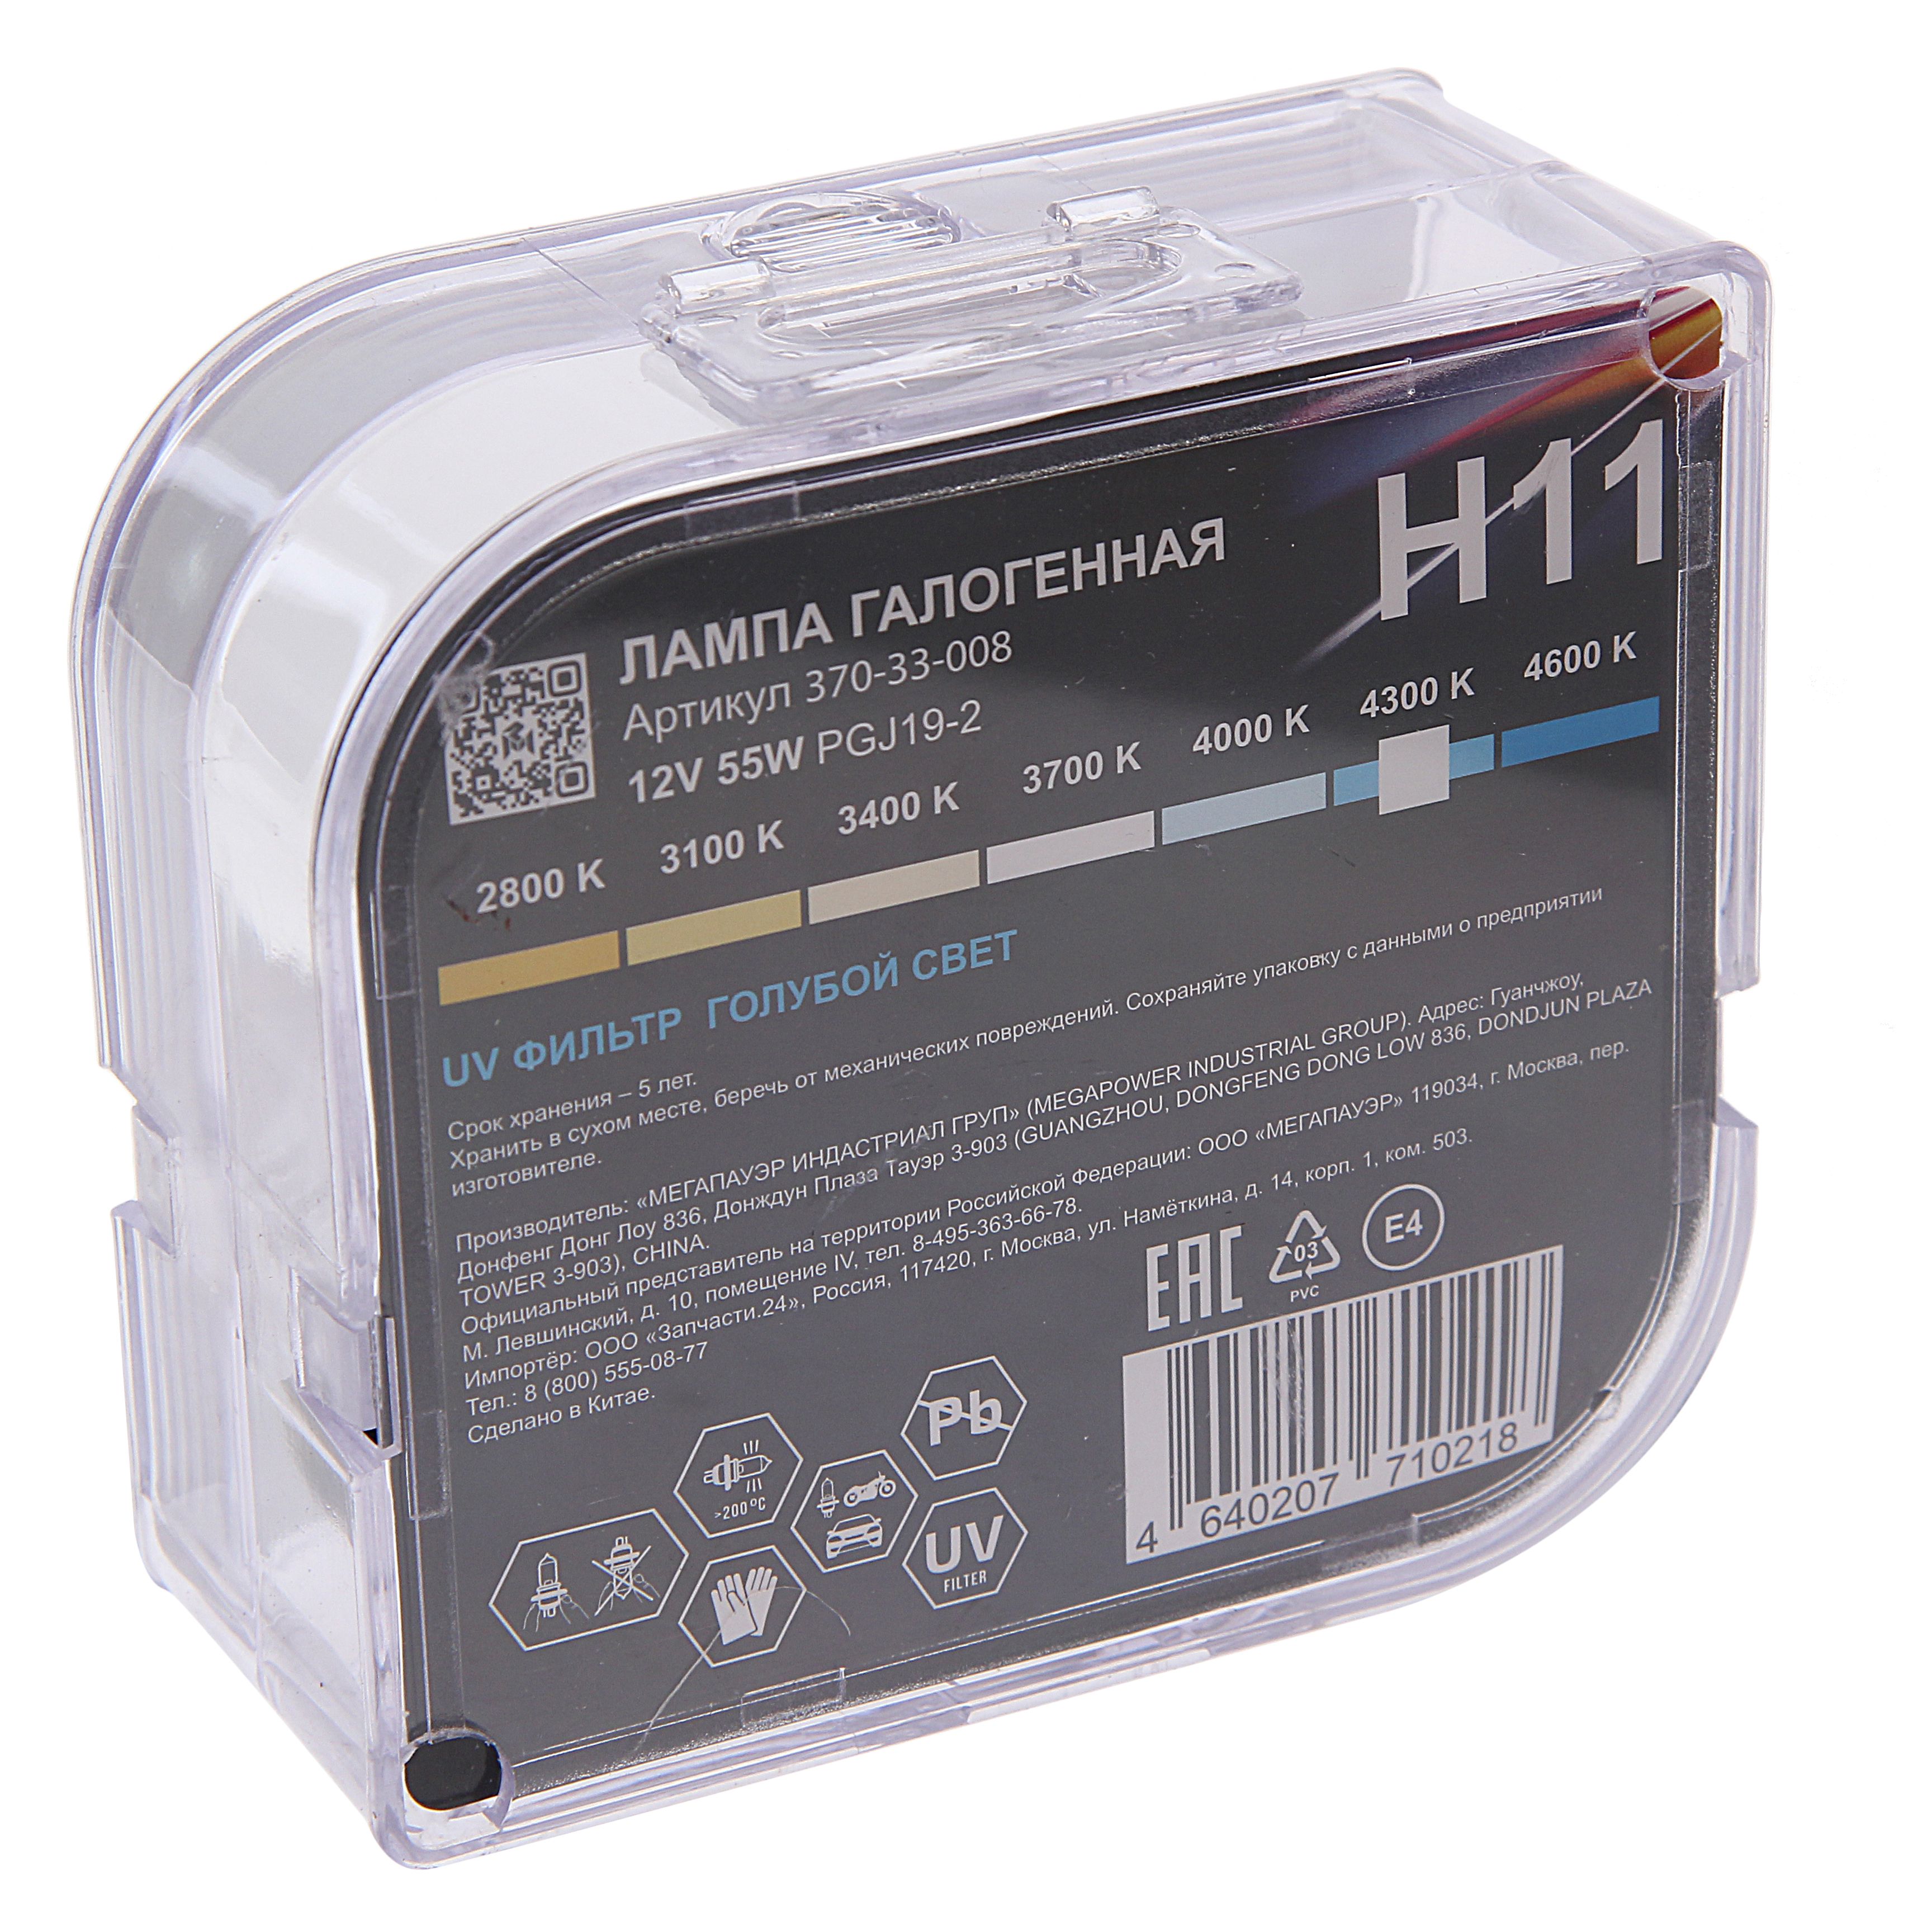 H11
ЛАМПА ГАЛОГЕННАЯ
Артикул 370-33-008
12V 55W PGJ19-2
2800 K 3100 K 3400 K 3700 K 4000 K 4300 K 4600 K
UV ФИЛЬТР ГОЛУБОЙ СВЕТ
Срок хранения – 5 лет.
Хранить в сухом месте, беречь от механических повреждений. Сохраняйте упаковку с данными о предприятии
изготовителе.
Производитель: «МЕГАПАУЭР ИНДАСТРИАЛ ГРУП» (MEGAPOWER INDUSTRIAL GROUP). Адрес: Гуанчжоу,
Донфенг Донг Лоу 836, Донждун Плаза Тауэр 3-903 (GUANGZHOU, DONGFENG DONG LOW 836, DONDJUN PLAZA
TOWER 3-903), CHINA.
Официальный представитель на территории Российской Федерации: ООО «МЕГАПАУЭР» 119034, г. Москва, пер.
М. Левшинский, д. 10, помещение IV, тел. 8-495-363-66-78.
Импортёр: ООО «Запчасти.24», Россия, 117420, г. Москва, ул. Намёткина, д. 14, корп. 1, ком. 503.
Тел.: 8 (800) 555-08-77
Сделано в Китае.
EAC
03
PVC
E4
>200°C
Pb
UV
FILTER
4 640207 710218